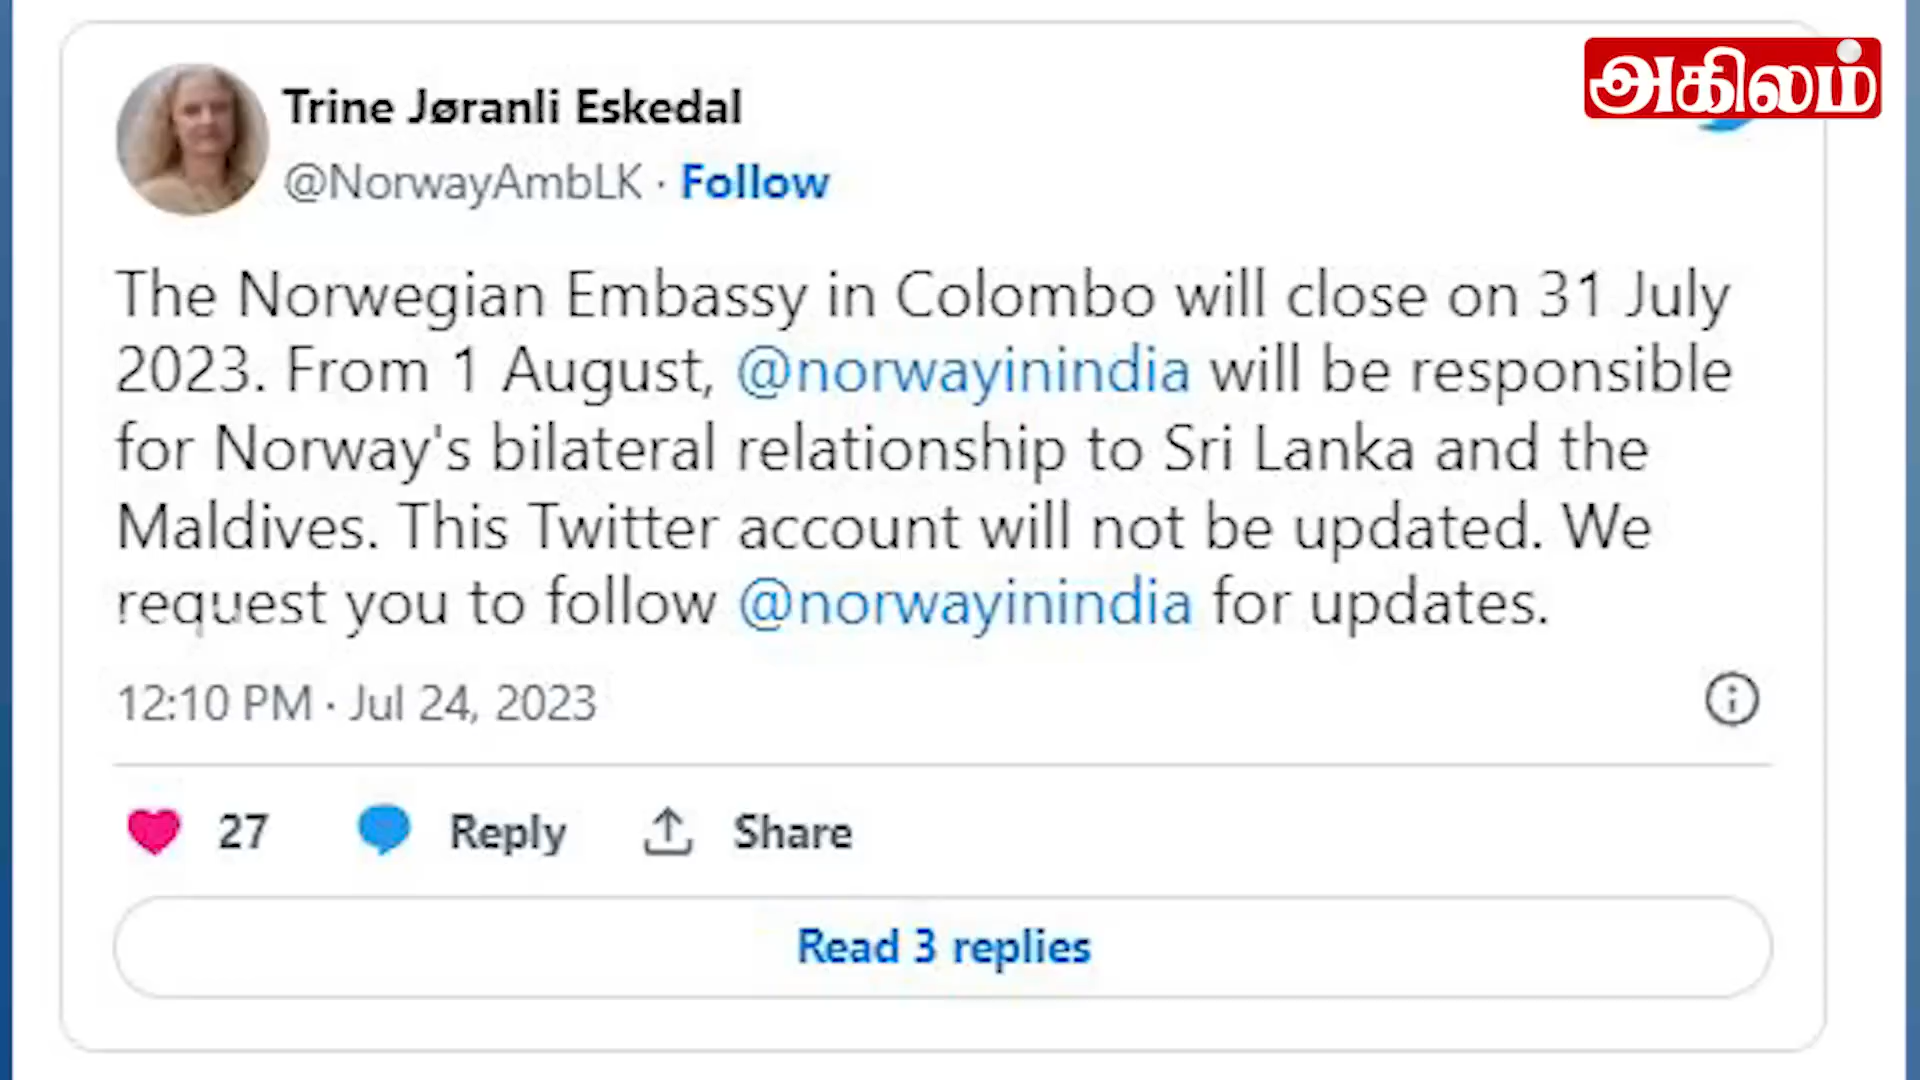 அகிலம்
Trine Jøranli Eskedal
@NorwayAmbLK · Follow
The Norwegian Embassy in Colombo will close on 31 July
2023. From 1 August, @norwayinindia will be responsible
for Norway's bilateral relationship to Sri Lanka and the
Maldives. This Twitter account will not be updated. We
request you to follow @norwayinindia for updates.
12:10 PM · Jul 24, 2023
27 Reply Share
Read 3 replies